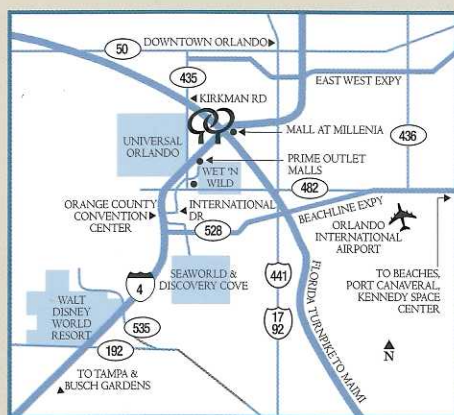 50
DOWNTOWN ORLANDO
435
EAST WEST EXPY
KIRKMAN RD
MALL AT MILLENIA
436
UNIVERSAL
ORLANDO
PRIME OUTLET
MALLS
WET 'N
WILD
482
ORANGE COUNTY
CONVENTION
CENTER
INTERNATIONAL
DR
BEACHLINE EXPY
528
ORLANDO
INTERNATIONAL
AIRPORT
SEAWORLD &
DISCOVERY COVE
4
441
FLORIDA TURNPIKE TO MAIMI
TO BEACHES,
PORT CANAVERAL,
KENNEDY SPACE
CENTER
WALT
DISNEY
WORLD
RESORT
535
17
92
192
N
TO TAMPA &
BUSCH GARDENS